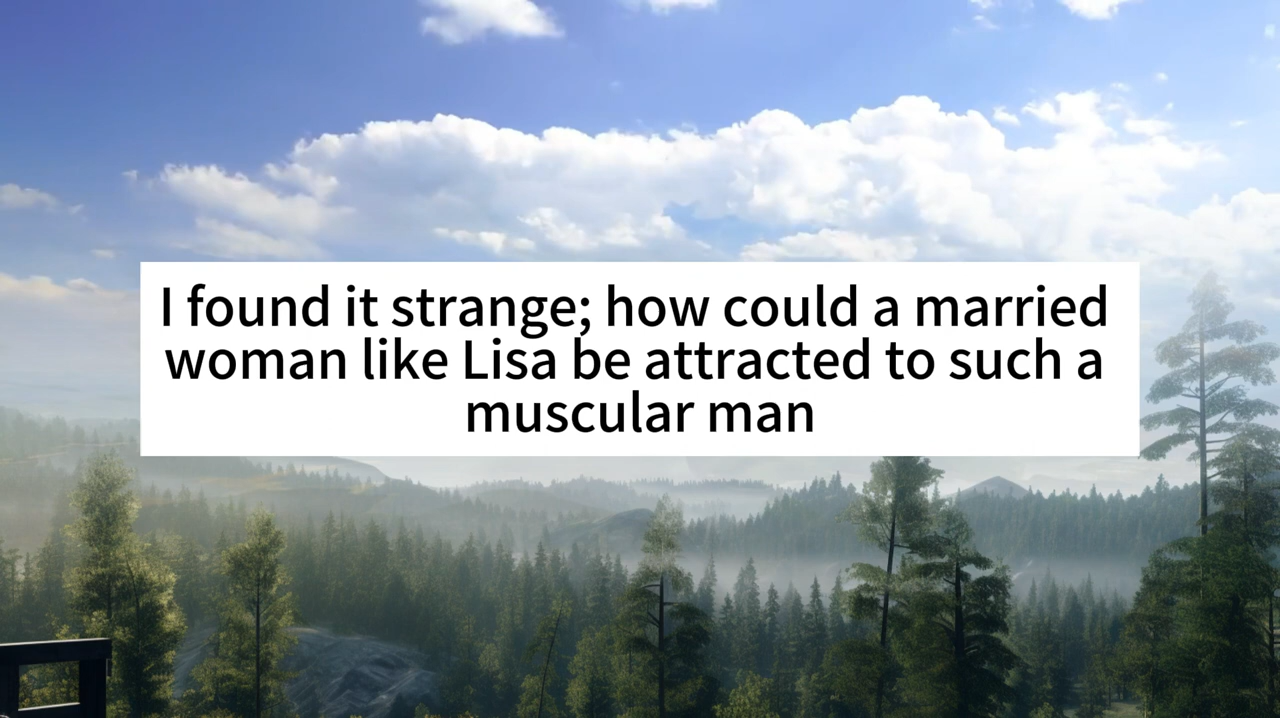 I found it strange; how could a married
woman like Lisa be attracted to such a
muscular man